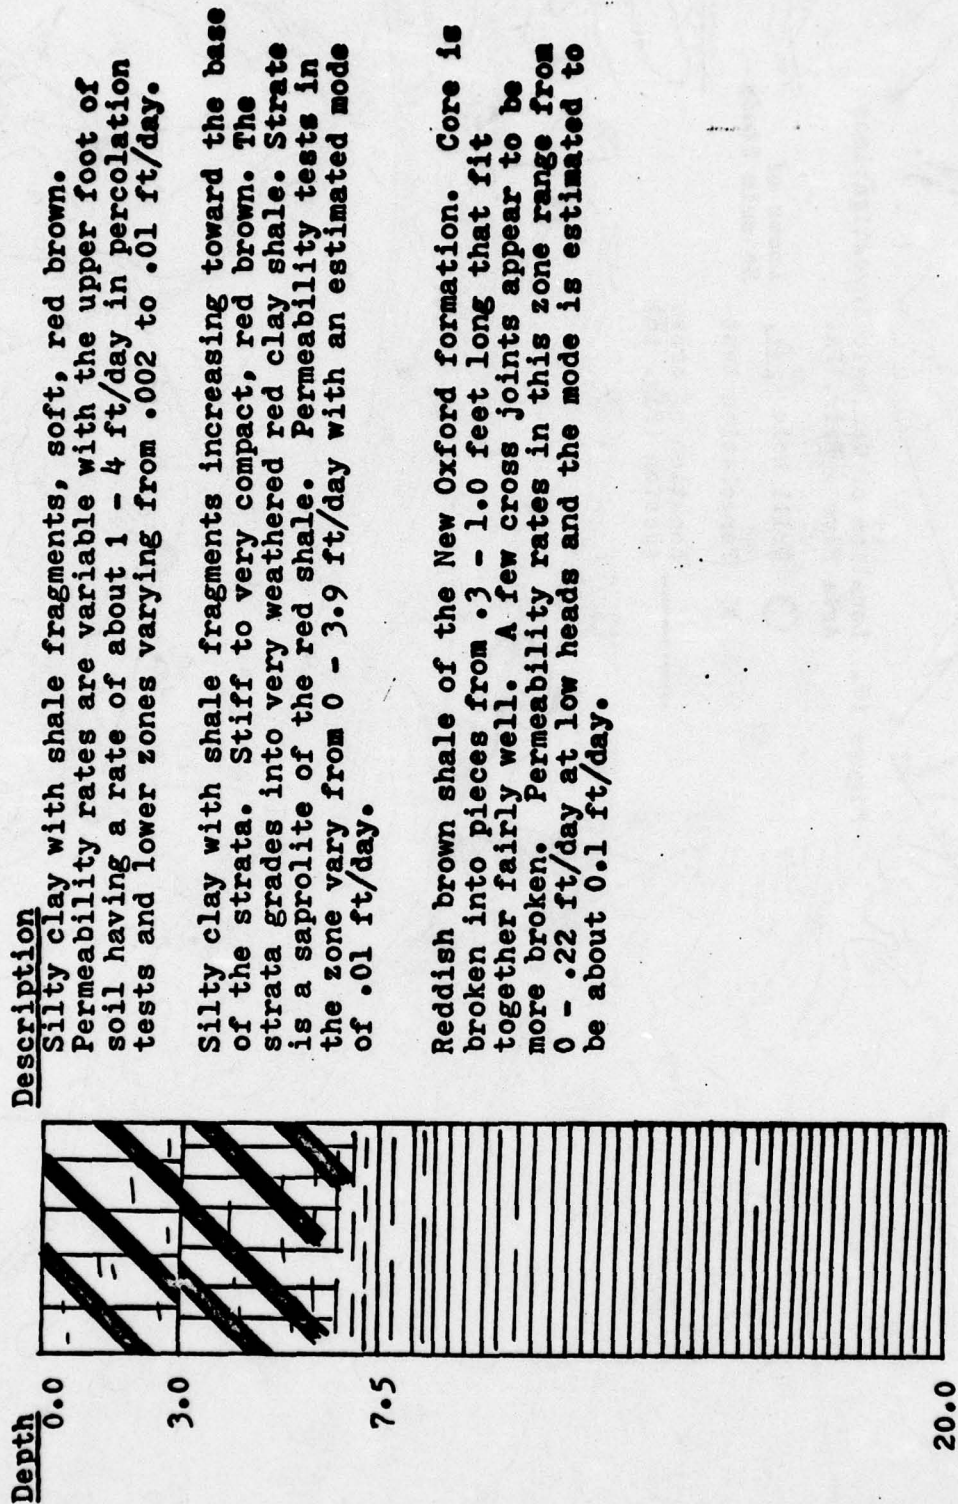 Depth
Description
0.0
Silty clay with shale fragments, soft, red brown.
Permeability rates are variable with the upper foot of
soil having a rate of about 1 - 4 ft/day in percolation
tests and lower zones varying from .002 to .01 ft/day.
3.0
Silty clay with shale fragments increasing toward the base
of the strata. Stiff to very compact, red brown. The
strata grades into very weathered red clay shale. Strate
is a saprolite of the red shale. Permeability tests in
the zone vary from 0 - 3.9 ft/day with an estimated mode
of .01 ft/day.
7.5
Reddish brown shale of the New Oxford formation. Core is
broken into pieces from .3 - 1.0 feet long that fit
together fairly well. A few cross joints appear to be
more broken. Permeability rates in this zone range from
0 - .22 ft/day at low heads and the mode is estimated to
be about 0.1 ft/day.
20.0